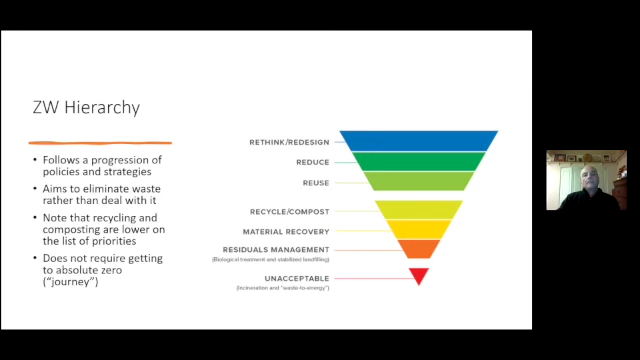 ZW Hierarchy
• Follows a progression of
policies and strategies
• Aims to eliminate waste
rather than deal with it
• Note that recycling and
composting are lower on
the list of priorities
• Does not require getting
to absolute zero
("journey")
RETHINK/REDESIGN
REDUCE
REUSE
RECYCLE/COMPOST
MATERIAL RECOVERY
RESIDUALS MANAGEMENT
(Biological treatment and stabilized landfilling)
UNACCEPTABLE
(Incineration and "waste-to-energy")